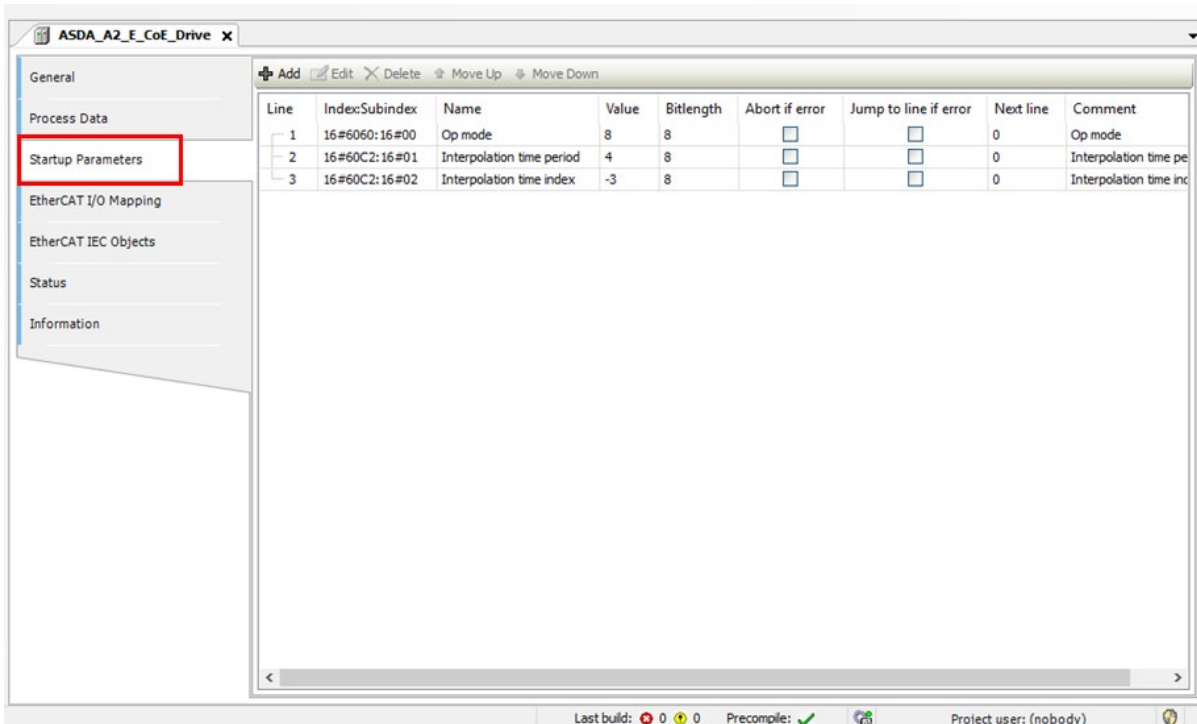 ASDA_A2_E_CoE_Drive X
General
Process Data
Startup Parameters
EtherCAT I/O Mapping
EtherCAT IEC Objects
Status
Information
Add Edit Delete Move Up Move Down
Line Index:Subindex Name Value Bitlength Abort if error Jump to line if error Next line Comment
1 16#6060:16#00 Op mode 8 8 0 Op mode
2 16#60C2:16#01 Interpolation time period 4 8 0 Interpolation time pe
3 16#60C2:16#02 Interpolation time index -3 8 0 Interpolation time inc
Last build: 0 0 Precompile: Project user: (nobody)